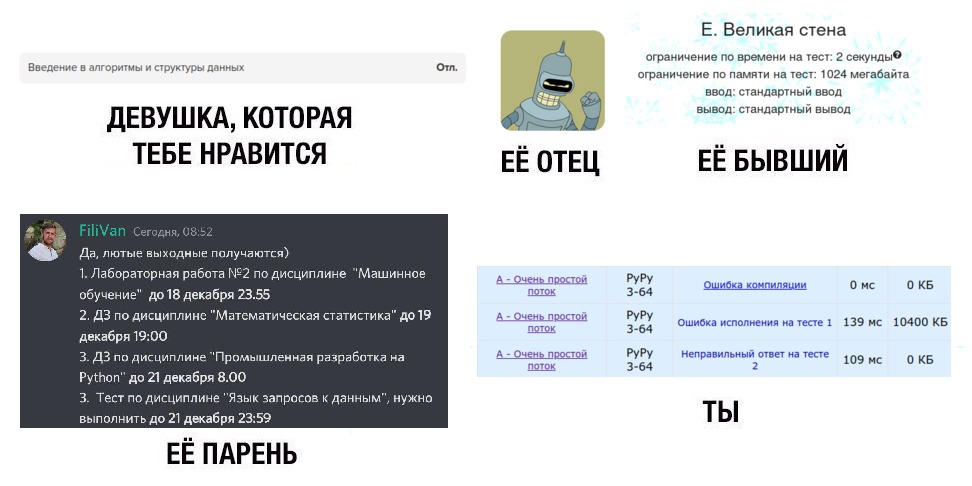 Введение в алгоритмы и структуры данных Отл.
ДЕВУШКА, КОТОРАЯ
ТЕБЕ НРАВИТСЯ
ЕЁ ОТЕЦ
E. Великая стена
ограничение по времени на тест: 2 секунды?
ограничение по памяти на тест: 1024 мегабайта
ввод: стандартный ввод
вывод: стандартный вывод
ЕЁ БЫВШИЙ
FiliVan Сегодня, 08:52
Да, лютые выходные получаются)
1. Лабораторная работа №2 по дисциплине "Машинное
обучение" до 18 декабря 23.55
2. ДЗ по дисциплине "Математическая статистика" до 19
декабря 19:00
3. ДЗ по дисциплине "Промышленная разработка на
Python" до 21 декабря 8.00
3. Тест по дисциплине "Язык запросов к данным", нужно
выполнить до 21 декабря 23:59
ЕЁ ПАРЕНЬ
A - Очень простой
поток
PyPy
3-64
Ошибка компиляции
0 мс
0 КБ
A - Очень простой
поток
PyPy
3-64
Ошибка исполнения на тесте 1
139 мс
10400 КБ
A - Очень простой
поток
PyPy
3-64
Неправильный ответ на тесте
2
109 мс
0 КБ
ТЫ